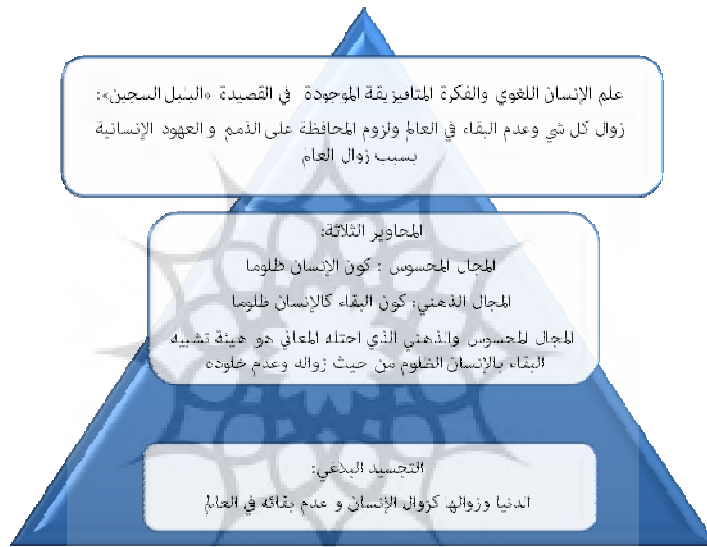 علم الإنسان اللغوي والفكرة المتافيزيقة الموجودة في القصيدة «البلبل السجين»:
زوال كل شي وعدم البقاء في العالم ولزوم المحافظة على الذمم و العهود الإنسانية
بسبب زوال العام
المحاوير الثلاثة:
المجال المحسوس : كون الإنسان ظلوما
المجال الذهني: كون البقاء كالإنسان ظلوما
المجال المحسوس والذهني الذي احتله المعاني هو هيئة تشبيه
البقاء بالإنسان الظلوم من حيث زواله وعدم خلوده
التجسيد البلاغي:
الدنيا وزوالها كزوال الإنسان و عدم بقائه في العالم